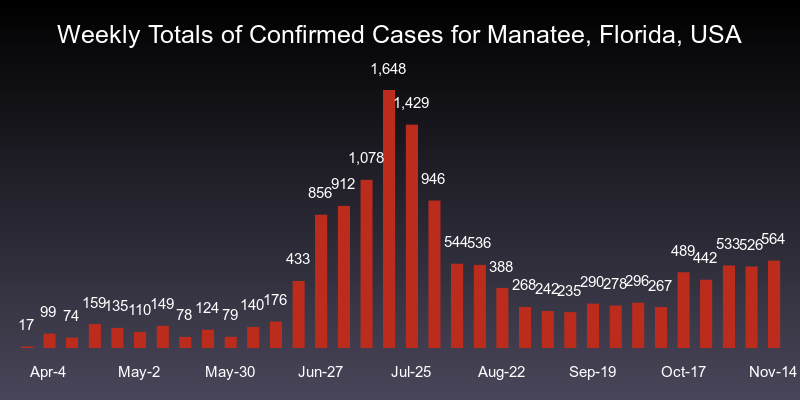 Weekly Totals of Confirmed Cases for Manatee, Florida, USA
17 99 74 159 135 110 149 78 124 79 140 176 433 856 912 1,078 1,648 1,429 946 544 536 388 268 242 235 290 278 296 267 489 442 533 526 564
Apr-4 May-2 May-30 Jun-27 Jul-25 Aug-22 Sep-19 Oct-17 Nov-14